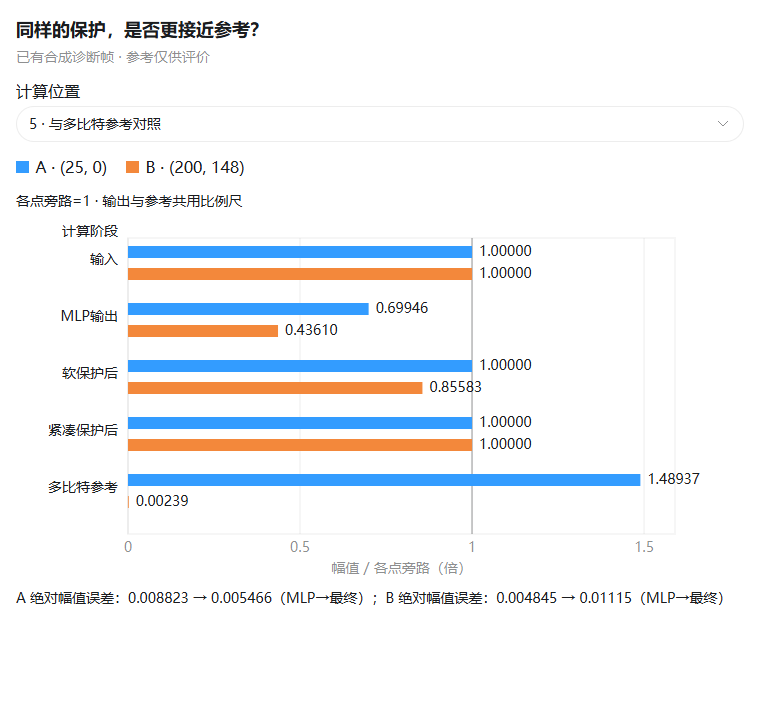 同样的保护，是否更接近参考？
已有合成诊断帧 · 参考仅供评价
计算位置
5 · 与多比特参考对照
A · (25, 0)
B · (200, 148)
各点旁路=1 · 输出与参考共用比例尺
计算阶段
输入
1.00000
1.00000
MLP输出
0.69946
0.43610
软保护后
1.00000
0.85583
紧凑保护后
1.00000
1.00000
多比特参考
1.48937
0.00239
0
0.5
1
1.5
幅值 / 各点旁路（倍）
A 绝对幅值误差：0.008823 → 0.005466（MLP→最终）；B 绝对幅值误差：0.004845 → 0.01115（MLP→最终）